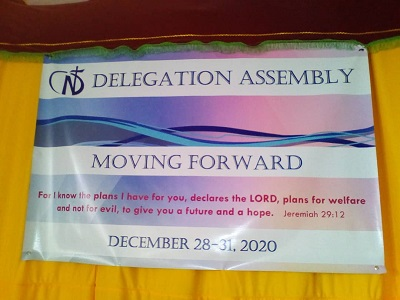 DELEGATION ASSEMBLY
MOVING FORWARD
For I know the plans I have for you, declares the LORD, plans for welfare
and not for evil, to give you a future and a hope. Jeremiah 29:12
DECEMBER 28-31, 2020